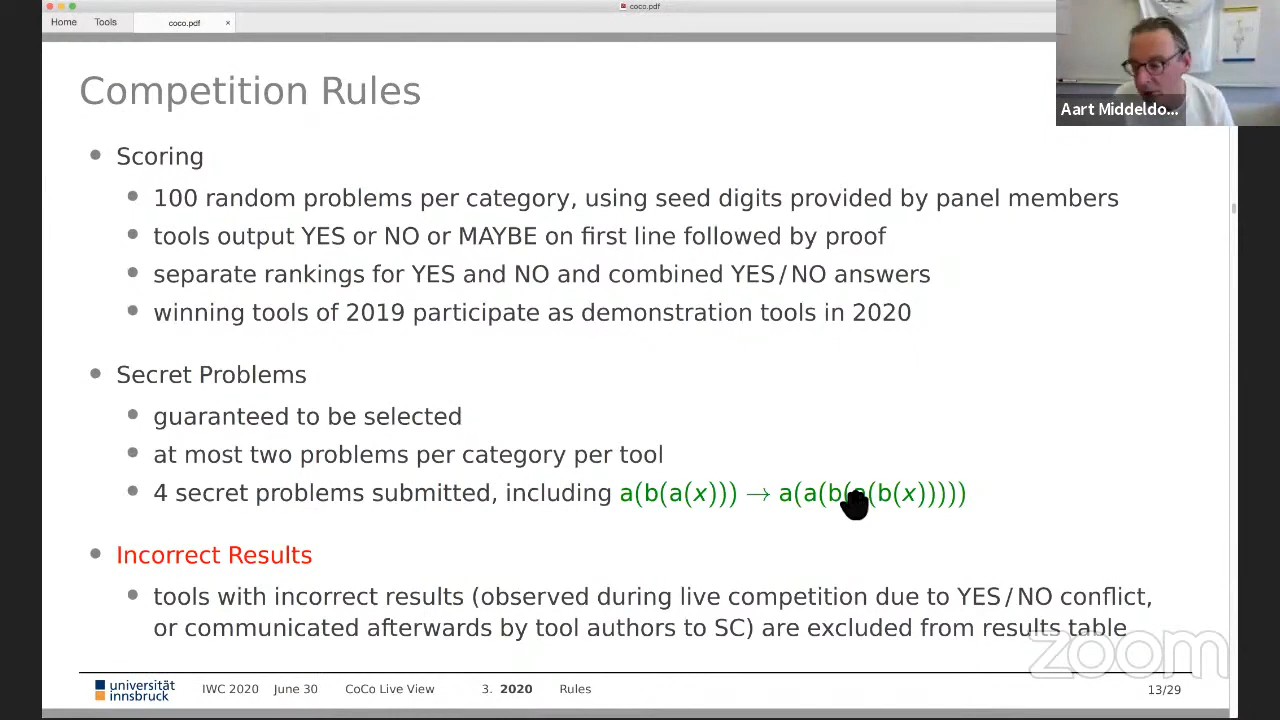 coco.pdf
Home Tools coco.pdf ×
Aart Middeldo...
Competition Rules
• Scoring
• 100 random problems per category, using seed digits provided by panel members
• tools output YES or NO or MAYBE on first line followed by proof
• separate rankings for YES and NO and combined YES/NO answers
• winning tools of 2019 participate as demonstration tools in 2020
• Secret Problems
• guaranteed to be selected
• at most two problems per category per tool
• 4 secret problems submitted, including a(b(a(x))) → a(a(b(a(b(x)))))
• Incorrect Results
• tools with incorrect results (observed during live competition due to YES/NO conflict,
or communicated afterwards by tool authors to SC) are excluded from results table
zoom
universität
innsbruck
IWC 2020 June 30 CoCo Live View 3. 2020 Rules 13/29